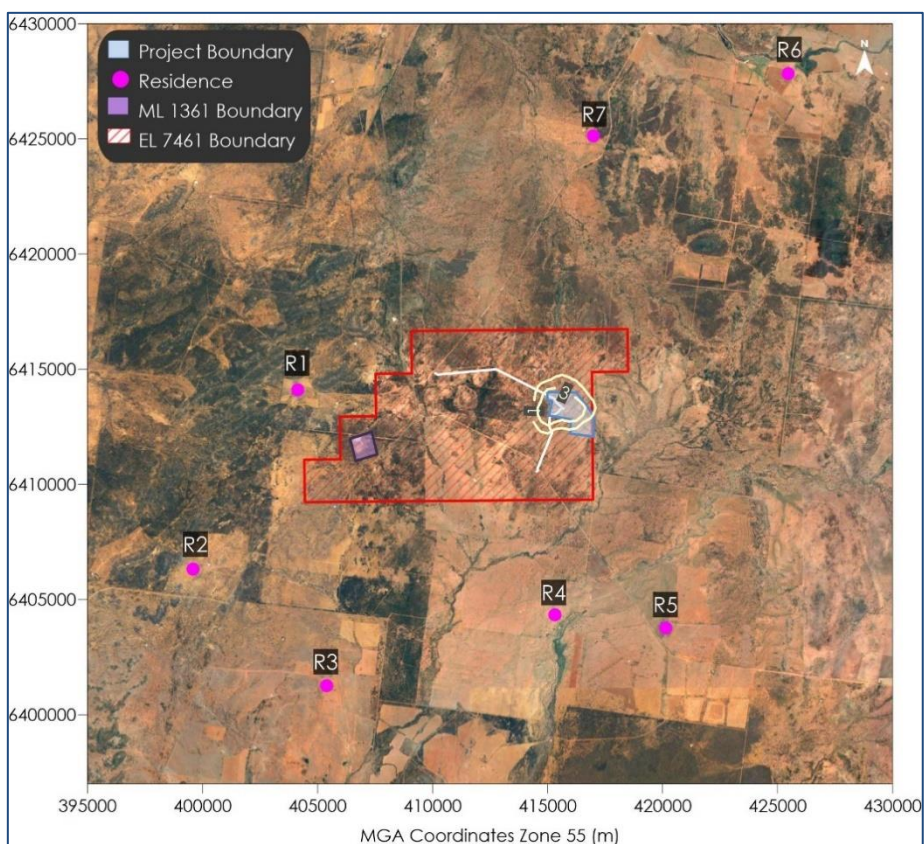 6430000
6425000
6420000
6415000
6410000
6405000
6400000
Project Boundary
Residence
ML 1361 Boundary
EL 7461 Boundary
N
R6
R7
R1
3
1
R2
R4
R5
R3
395000 400000 405000 410000 415000 420000 425000 430000
MGA Coordinates Zone 55 (m)